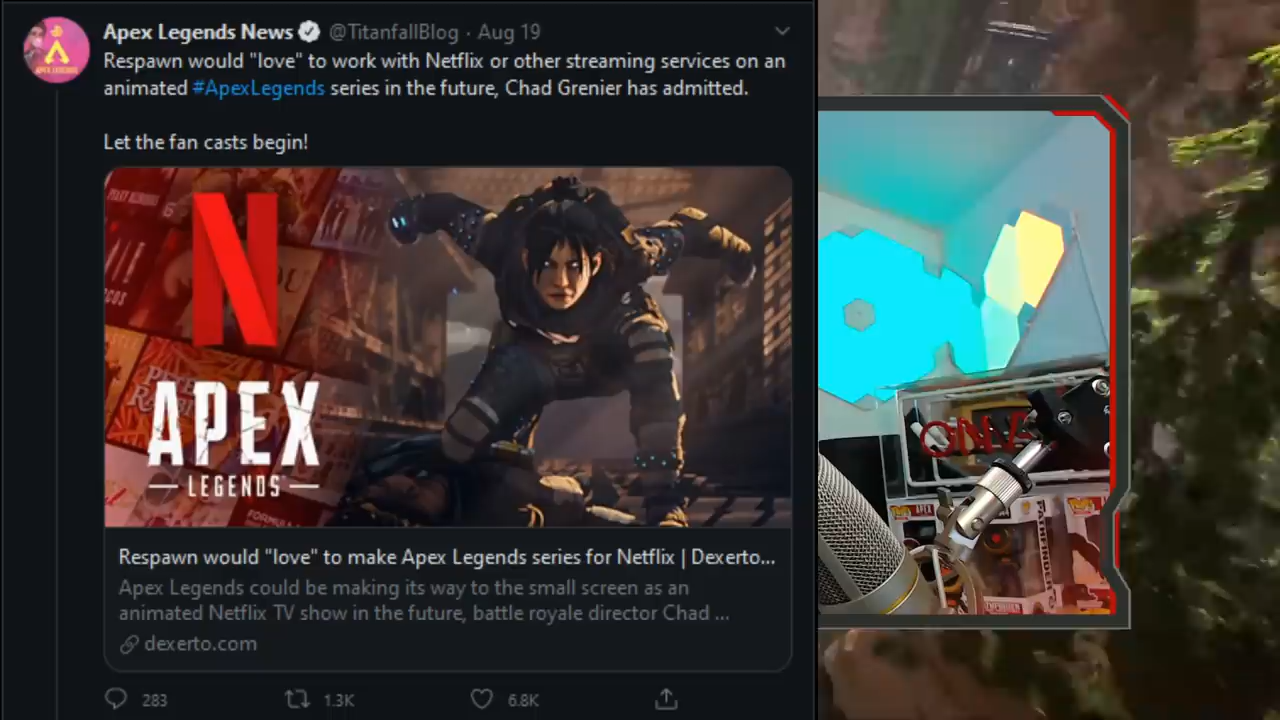 Apex Legends News @TitanfallBlog · Aug 19
Respawn would "love" to work with Netflix or other streaming services on an
animated #ApexLegends series in the future, Chad Grenier has admitted.
Let the fan casts begin!
N
APEX
LEGENDS
Respawn would "love" to make Apex Legends series for Netflix | Dexerto...
Apex Legends could be making its way to the small screen as an
animated Netflix TV show in the future, battle royale director Chad ...
dexerto.com
283
1.3K
6.8K
PATHFINDER